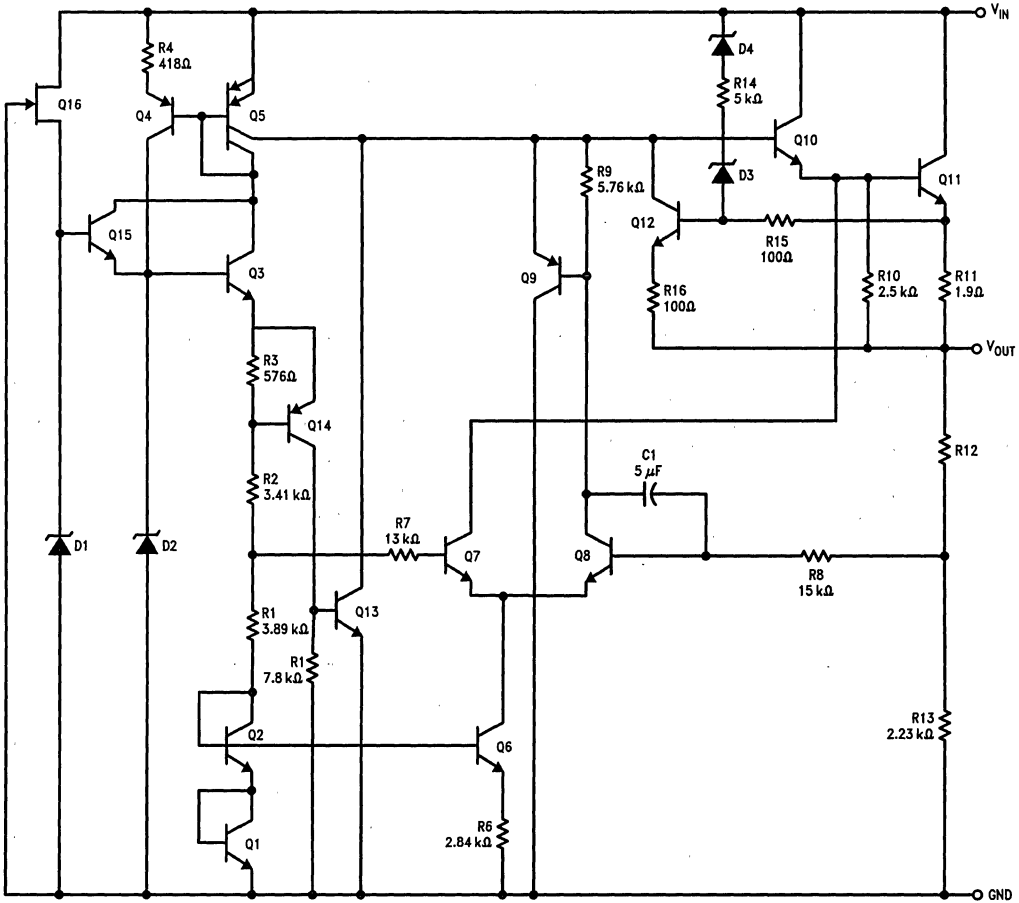 VIN
R4
418Ω
D4
Q16
Q4
Q5
R14
5 kΩ
Q10
R9
5.76 kΩ
D3
Q11
Q15
Q12
R15
100Ω
Q3
Q9
R16
100Ω
R10
2.5 kΩ
R11
1.9Ω
VOUT
R3
576Ω
Q14
R12
C1
5 μF
R2
3.41 kΩ
R7
13 kΩ
D1
D2
Q7
Q8
R8
15 kΩ
R1
3.89 kΩ
Q13
R1
7.8 kΩ
Q2
Q6
R13
2.23 kΩ
R6
2.84 kΩ
Q1
GND